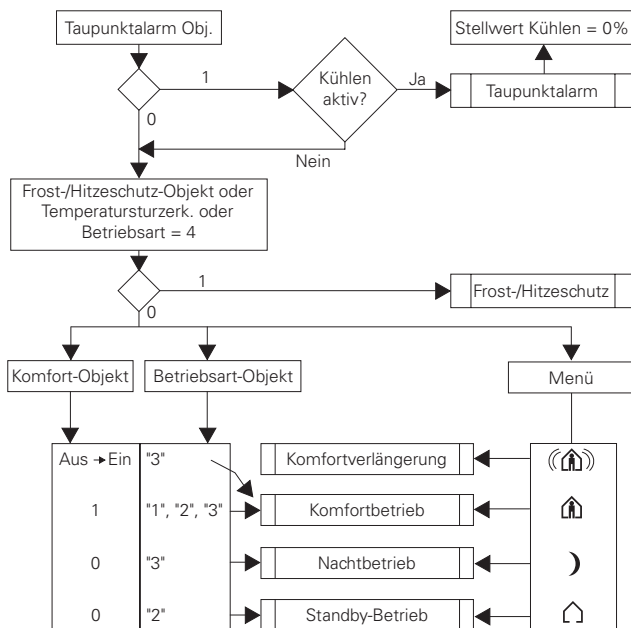 Taupunktalarm Obj.
Stellwert Kühlen = 0%
1
Kühlen
aktiv?
Ja
Taupunktalarm
0
Nein
Frost-/Hitzeschutz-Objekt oder
Temperatursturzerk. oder
Betriebsart = 4
1
Frost-/Hitzeschutz
0
Komfort-Objekt
Betriebsart-Objekt
Menü
Aus → Ein
"3"
Komfortverlängerung
1
"1", "2", "3"
Komfortbetrieb
0
"3"
Nachtbetrieb
0
"2"
Standby-Betrieb